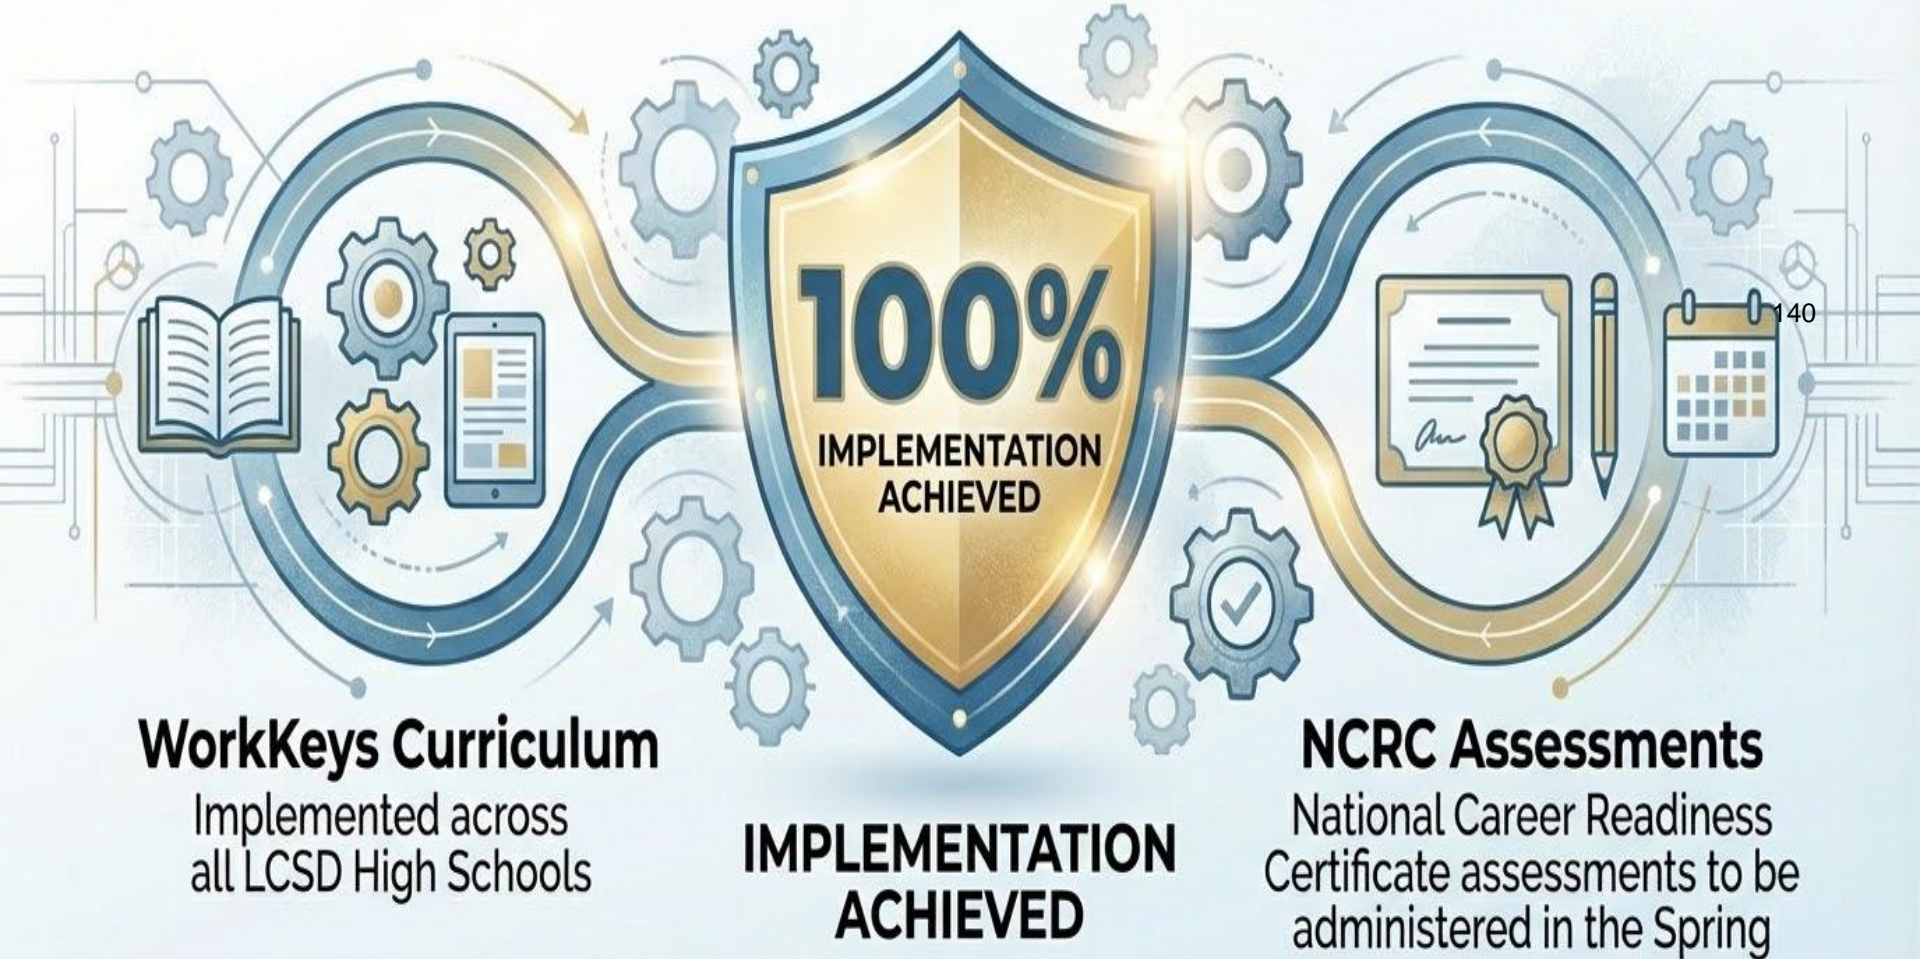 100%
IMPLEMENTATION
ACHIEVED
140
WorkKeys Curriculum
Implemented across
all LCSD High Schools
IMPLEMENTATION
ACHIEVED
NCRC Assessments
National Career Readiness
Certificate assessments to be
administered in the Spring